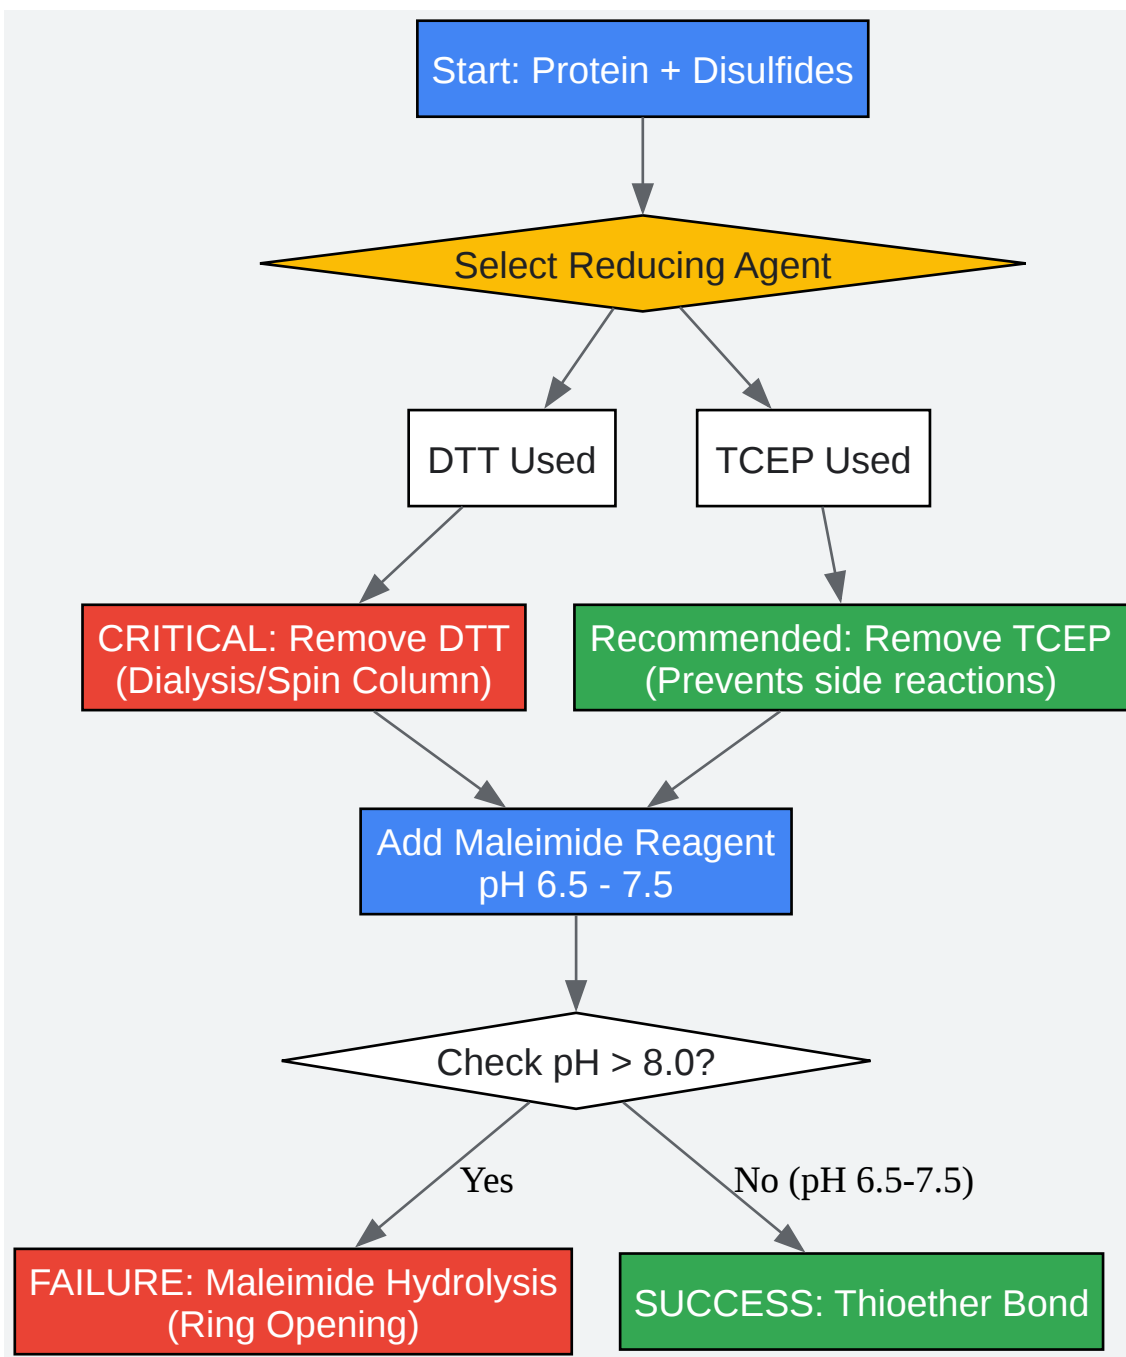 Start: Protein + Disulfides
Select Reducing Agent
DTT Used
TCEP Used
CRITICAL: Remove DTT
(Dialysis/Spin Column)
Recommended: Remove TCEP
(Prevents side reactions)
Add Maleimide Reagent
pH 6.5 - 7.5
Check pH > 8.0?
Yes
No (pH 6.5-7.5)
FAILURE: Maleimide Hydrolysis
(Ring Opening)
SUCCESS: Thioether Bond